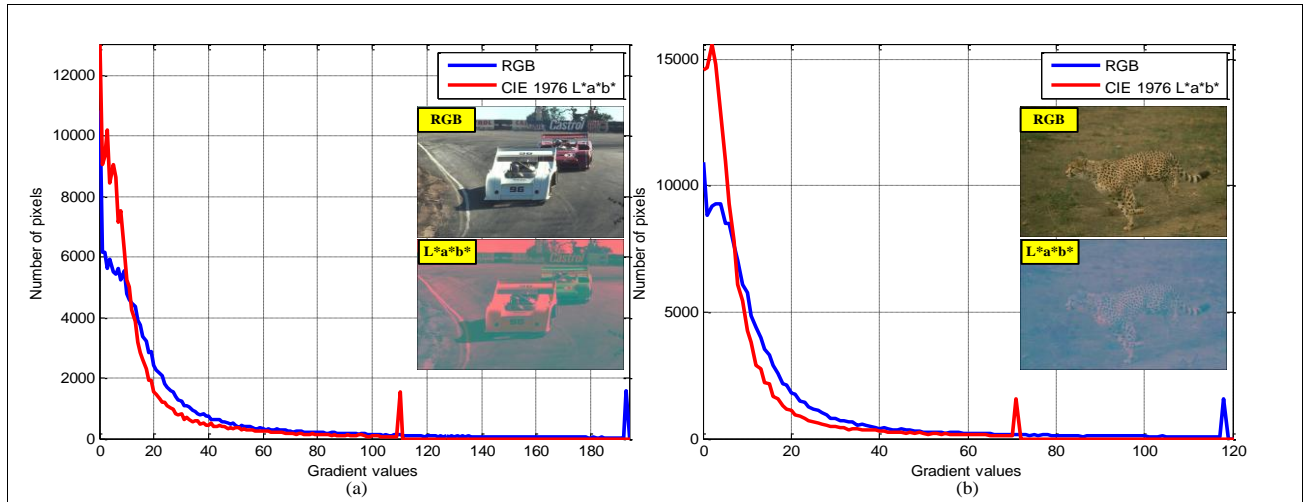 12000
10000
8000
6000
4000
2000
0
Number of pixels
0 20 40 60 80 100 120 140 160 180
Gradient values
(a)
RGB
CIE 1976 L*a*b*
RGB
Castrol
96
L*a*b*
15000
10000
5000
0
Number of pixels
0 20 40 60 80 100 120
Gradient values
(b)
RGB
CIE 1976 L*a*b*
RGB
L*a*b*